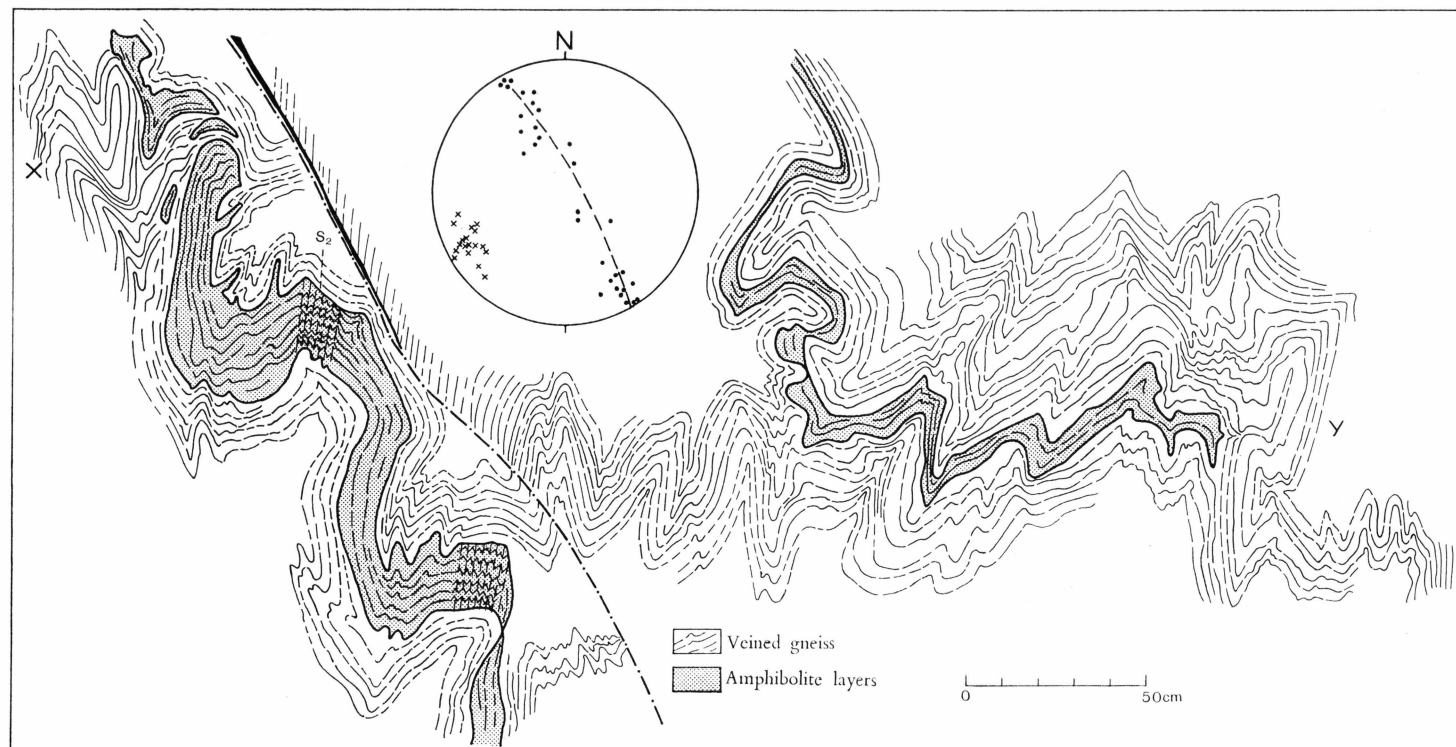 N
X
S₂
y
Veined gneiss
Amphibolite layers
0 50cm